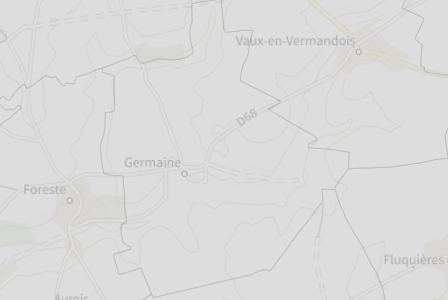 Vaux-en-Vermandois
D68
Germaine
Foreste
Fluquières